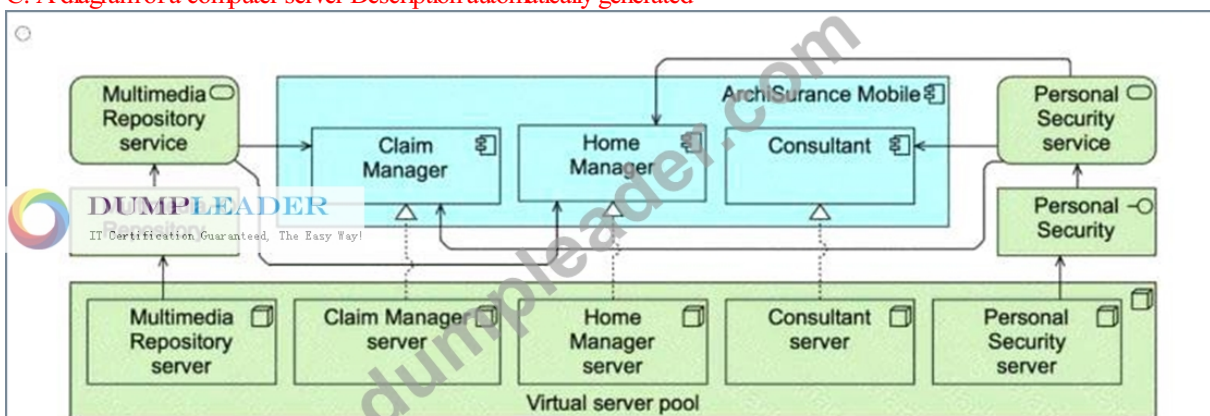 C. A diagram of a computer server Description automatically generated
Multimedia
Repository
service
ArchiSurance Mobile
Claim
Manager
Home
Manager
Consultant
Personal
Security
service
DUMPLEADER
IT Certification Guaranteed, The Easy Way!
Repository
Personal
Security
Multimedia
Repository
server
Claim Manager
server
Home
Manager
server
Consultant
server
Personal
Security
server
Virtual server pool
dumpleader.com